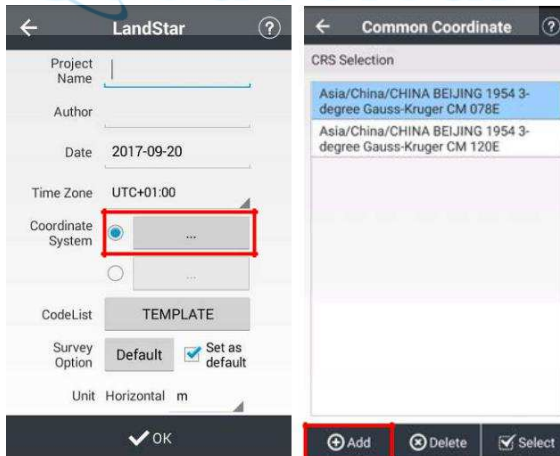 LandStar
Project
Name
Author
Date 2017-09-20
Time Zone UTC+01:00
Coordinate
System
...
...
CodeList TEMPLATE
Survey
Option
Default
Set as
default
Unit Horizontal m
OK
Common Coordinate
CRS Selection
Asia/China/CHINA BEIJING 1954 3-
degree Gauss-Kruger CM 078E
Asia/China/CHINA BEIJING 1954 3-
degree Gauss-Kruger CM 120E
Add Delete Select